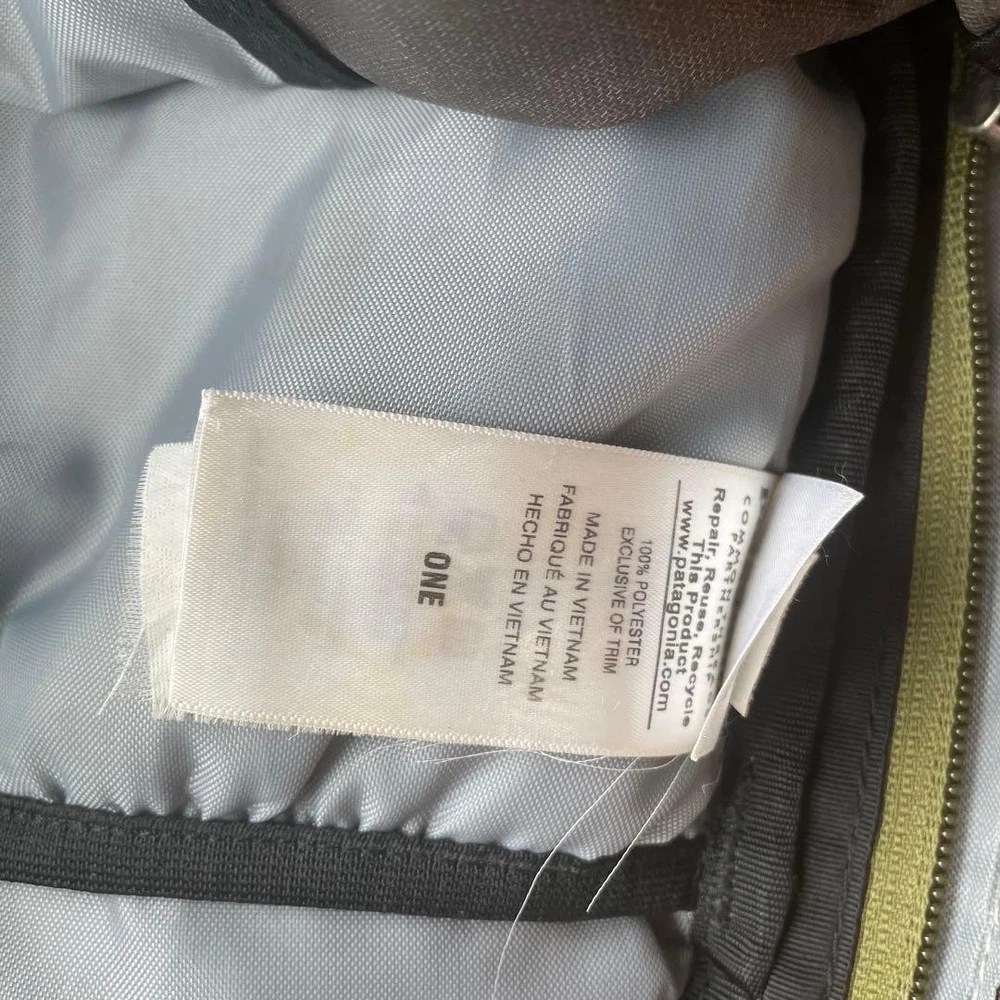 Repair, Reuse, Recycle
This Product
www.patagonia.com
100% POLYESTER
EXCLUSIVE OF TRIM
MADE IN VIETNAM
FABRIQUÉ AU VIETNAM
HECHO EN VIETNAM
ONE